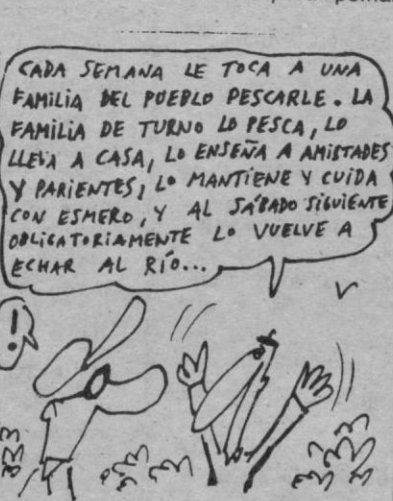 CADA SEMANA LE TOCA A UNA
FAMILIA DEL PUEBLO PESCARLE. LA
FAMILIA DE TURNO LO PESCA, LO
LLEVA A CASA, LO ENSEÑA A AMISTADES
Y PARIENTES, LO MANTIENE Y CUIDA
CON ESMERO, Y AL SÁBADO SIGUIENTE
OBLIGATORIAMENTE LO VUELVE A
ECHAR AL RÍO...
!